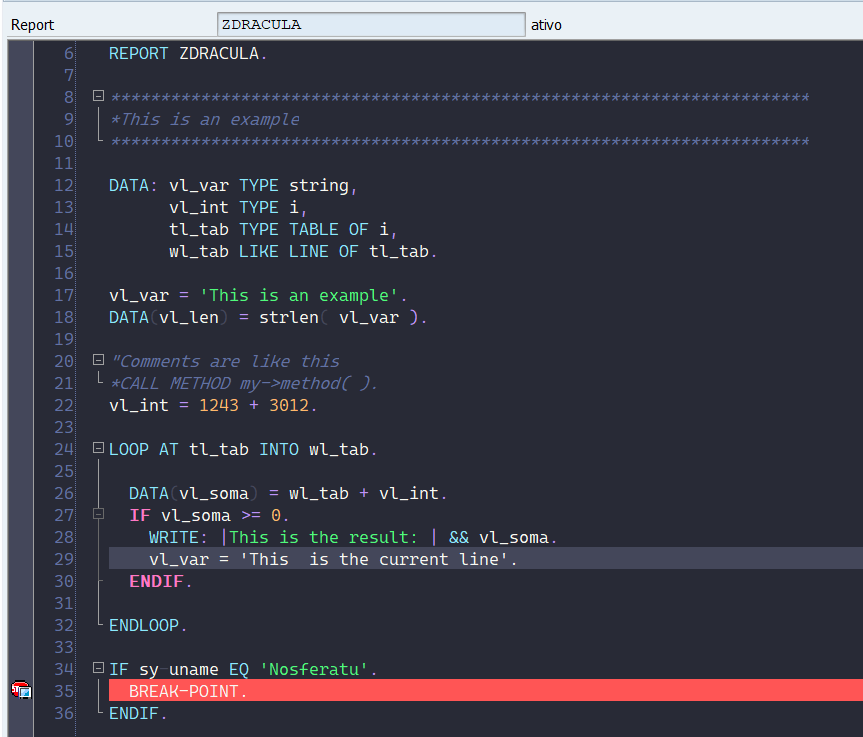 Report ZDRACULA ativo
6 REPORT ZDRACULA.
7
8 **********************************************************************
9 *This is an example
10 **********************************************************************
11
12 DATA: vl_var TYPE string,
13 vl_int TYPE i,
14 tl_tab TYPE TABLE OF i,
15 wl_tab LIKE LINE OF tl_tab.
16
17 vl_var = 'This is an example'.
18 DATA(vl_len) = strlen( vl_var ).
19
20 "Comments are like this
21 *CALL METHOD my->method( ).
22 vl_int = 1243 + 3012.
23
24 LOOP AT tl_tab INTO wl_tab.
25
26 DATA(vl_soma) = wl_tab + vl_int.
27 IF vl_soma >= 0.
28 WRITE: |This is the result: | && vl_soma.
29 vl_var = 'This  is the current line'.
30 ENDIF.
31
32 ENDLOOP.
33
34 IF sy-uname EQ 'Nosferatu'.
35 BREAK-POINT.
36 ENDIF.